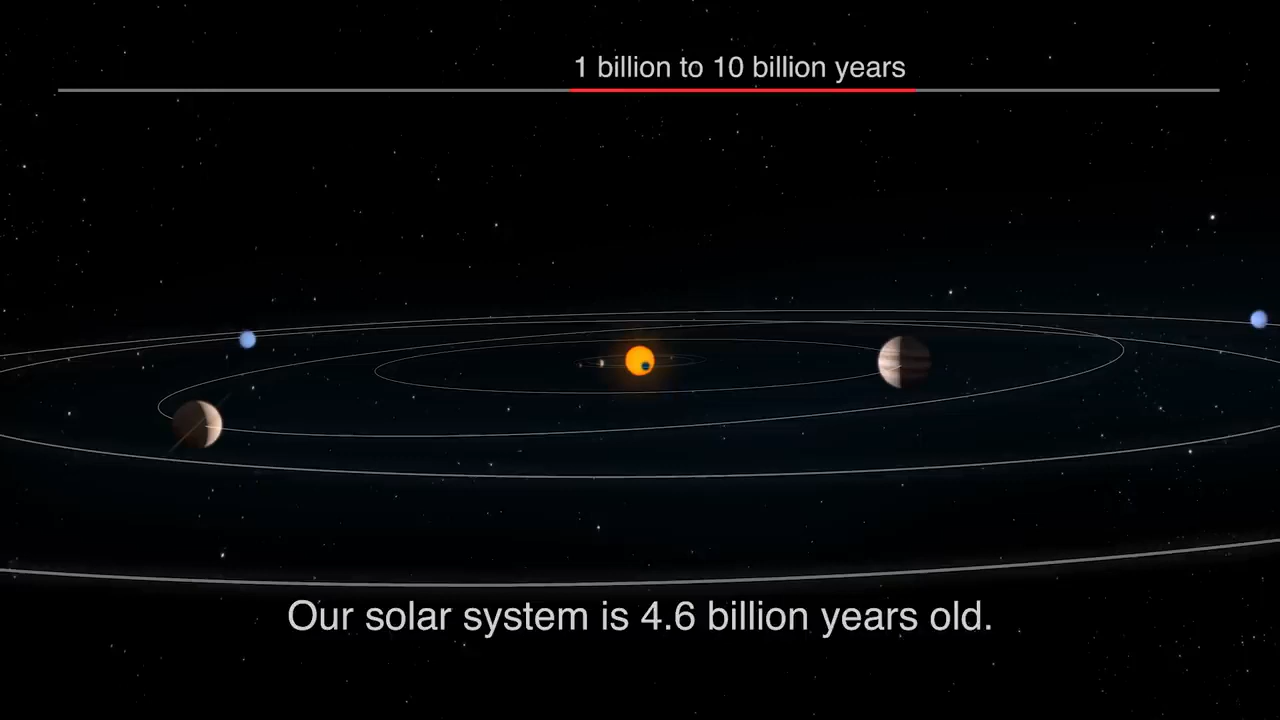 1 billion to 10 billion years
Our solar system is 4.6 billion years old.